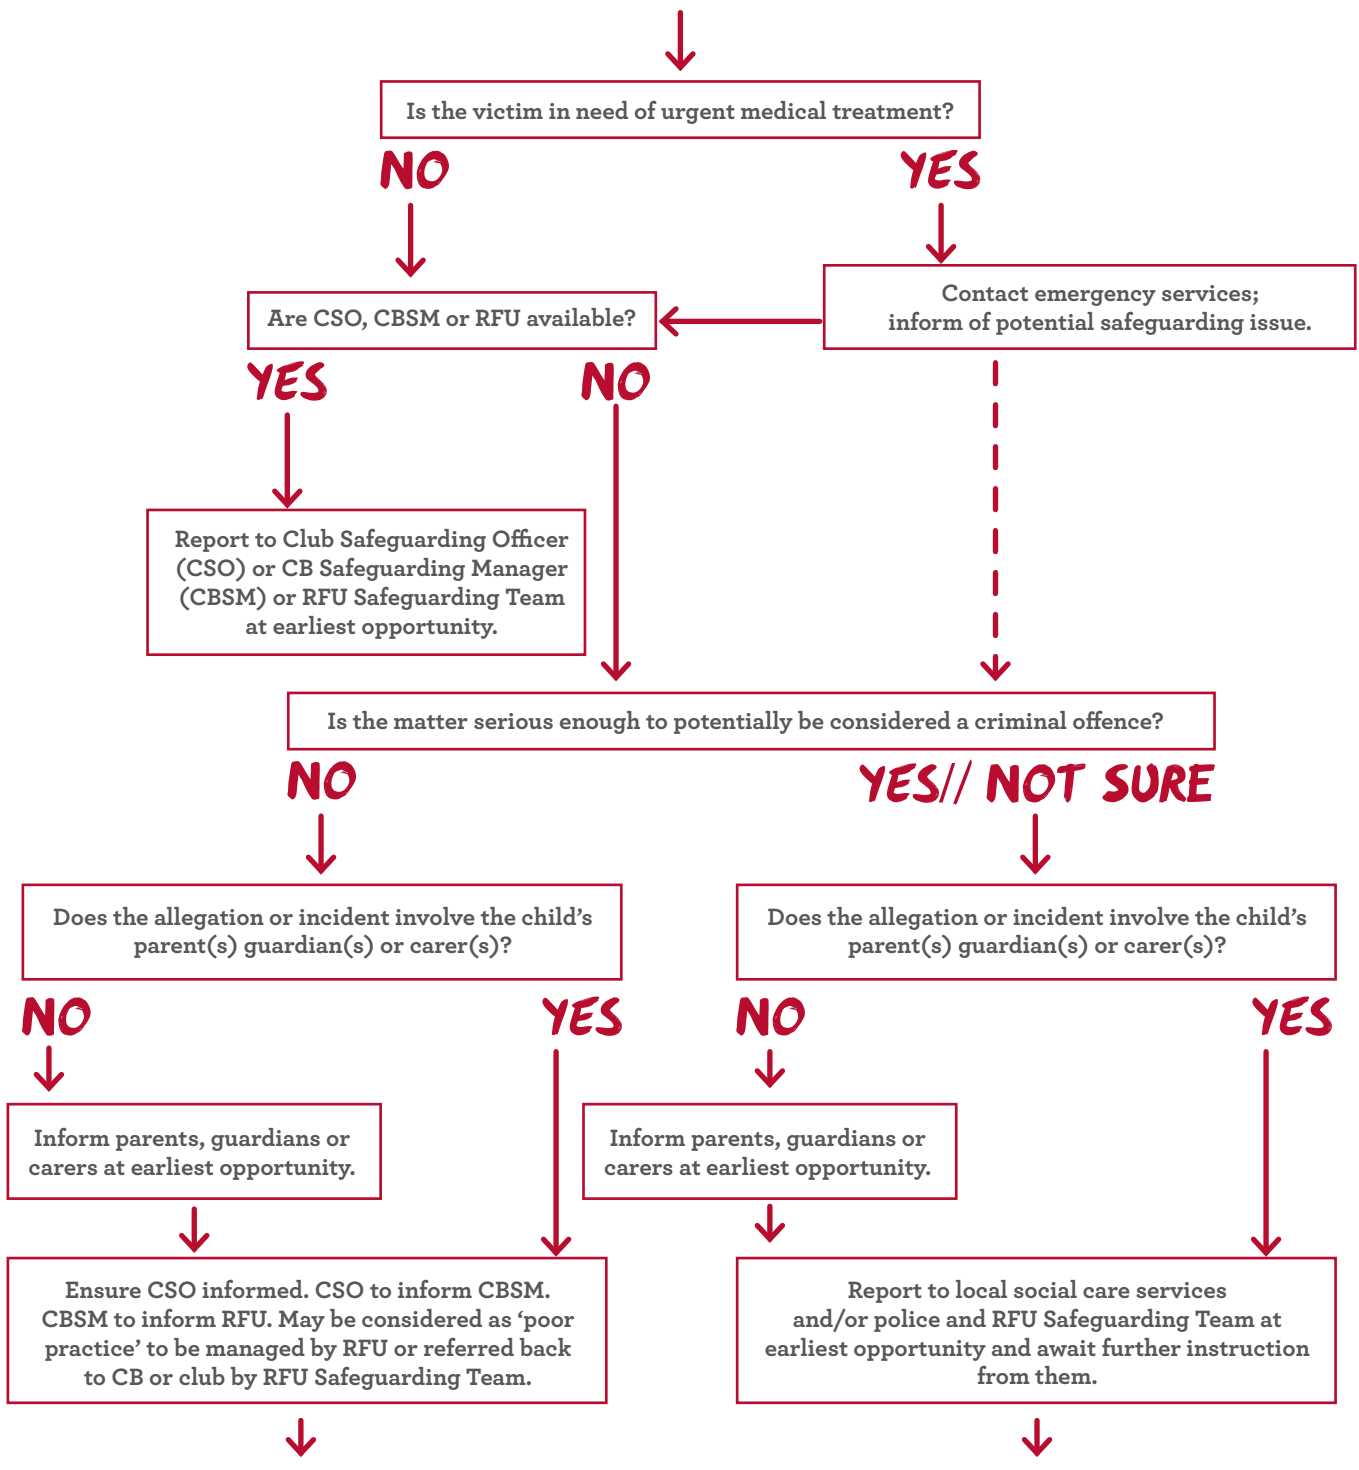 Is the victim in need of urgent medical treatment?
NO
YES
Contact emergency services;
inform of potential safeguarding issue.
Are CSO, CBSM or RFU available?
YES
NO
Report to Club Safeguarding Officer
(CSO) or CB Safeguarding Manager
(CBSM) or RFU Safeguarding Team
at earliest opportunity.
Is the matter serious enough to potentially be considered a criminal offence?
NO
YES// NOT SURE
Does the allegation or incident involve the child’s
parent(s) guardian(s) or carer(s)?
Does the allegation or incident involve the child’s
parent(s) guardian(s) or carer(s)?
NO
YES
NO
YES
Inform parents, guardians or
carers at earliest opportunity.
Inform parents, guardians or
carers at earliest opportunity.
Ensure CSO informed. CSO to inform CBSM.
CBSM to inform RFU. May be considered as ‘poor
practice’ to be managed by RFU or referred back
to CB or club by RFU Safeguarding Team.
Report to local social care services
and/or police and RFU Safeguarding Team at
earliest opportunity and await further instruction
from them.